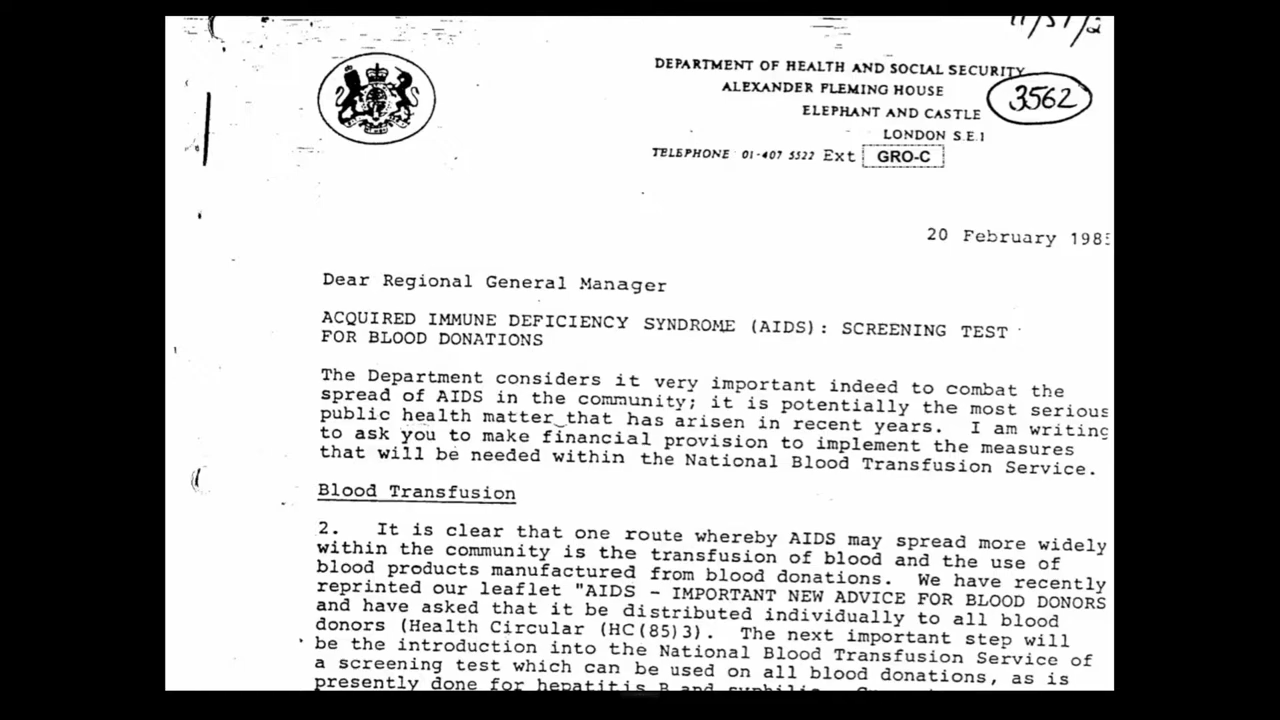 DEPARTMENT OF HEALTH AND SOCIAL SECURITY
ALEXANDER FLEMING HOUSE
3562
ELEPHANT AND CASTLE
LONDON S.E.1
TELEPHONE 01-407 5522 Ext GRO-C
20 February 198
Dear Regional General Manager
ACQUIRED IMMUNE DEFICIENCY SYNDROME (AIDS): SCREENING TEST
FOR BLOOD DONATIONS
The Department considers it very important indeed to combat the
spread of AIDS in the community; it is potentially the most serious
public health matter that has arisen in recent years. I am writing
to ask you to make financial provision to implement the measures
that will be needed within the National Blood Transfusion Service.
Blood Transfusion
2. It is clear that one route whereby AIDS may spread more widely
within the community is the transfusion of blood and the use of
blood products manufactured from blood donations. We have recently
reprinted our leaflet "AIDS - IMPORTANT NEW ADVICE FOR BLOOD DONORS
and have asked that it be distributed individually to all blood
donors (Health Circular (HC(85)3). The next important step will
be the introduction into the National Blood Transfusion Service of
a screening test which can be used on all blood donations, as is
presently done for hepatitis B and syphilis.